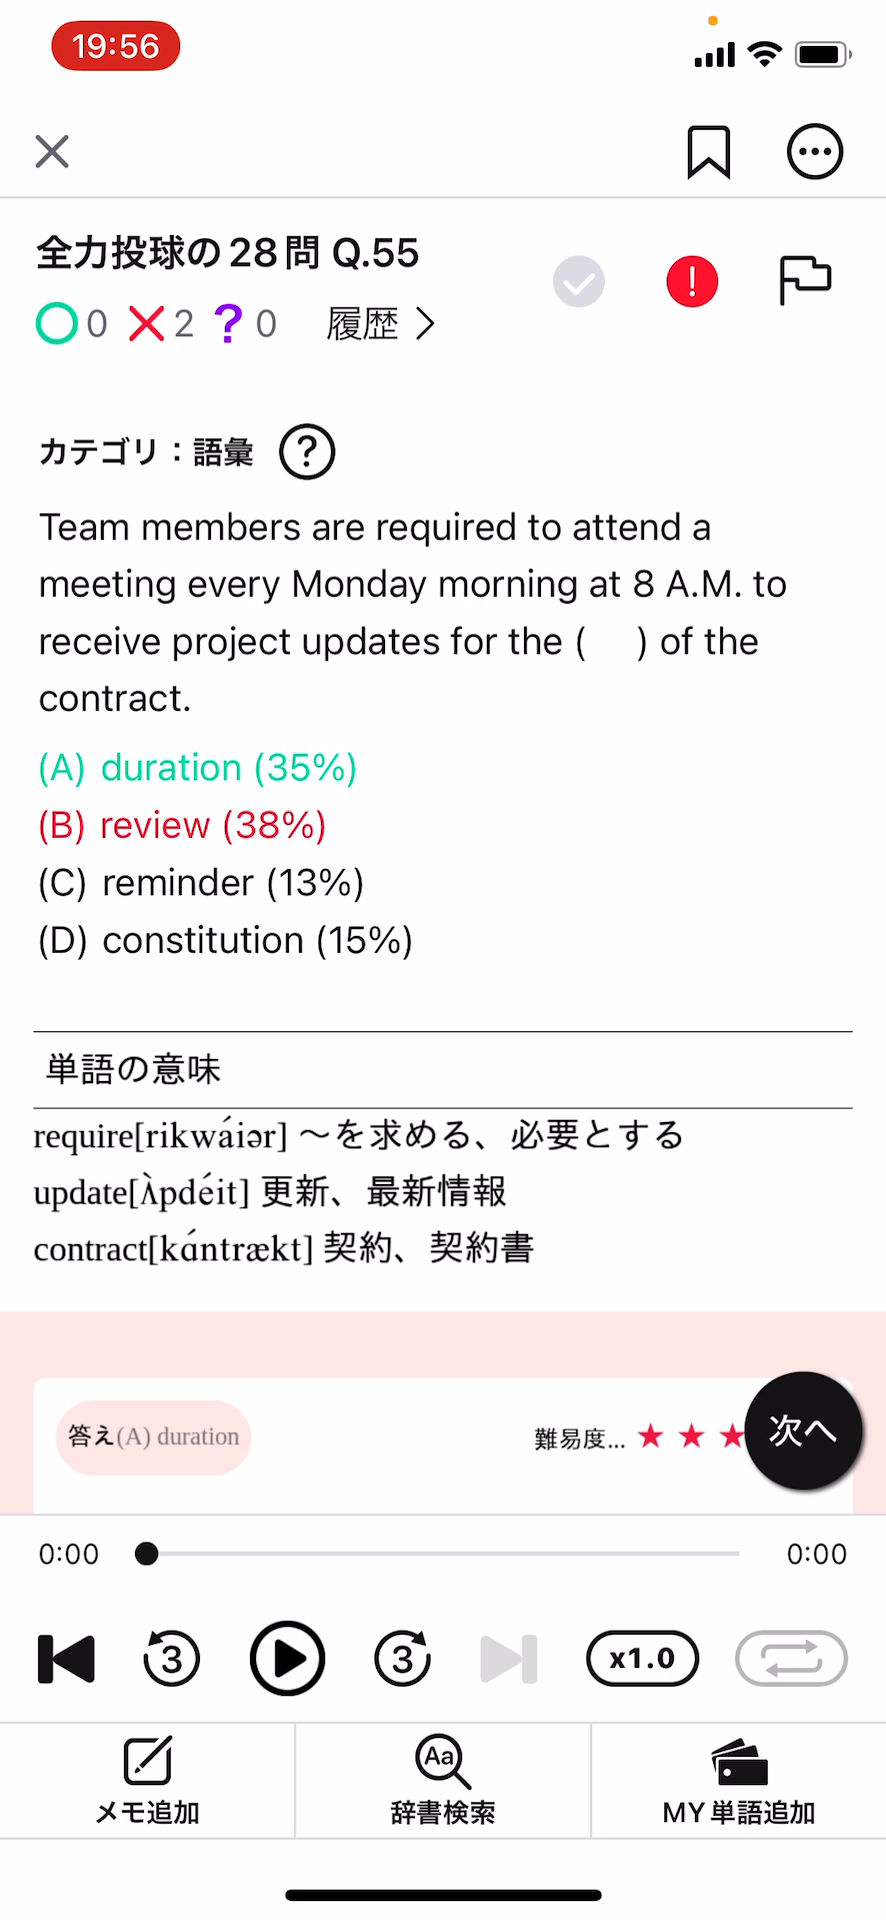 19:56
全力投球の28問 Q.55
0 2 ? 0 履歴
カテゴリ：語彙 ?
Team members are required to attend a
meeting every Monday morning at 8 A.M. to
receive project updates for the (   ) of the
contract.
(A) duration (35%)
(B) review (38%)
(C) reminder (13%)
(D) constitution (15%)
単語の意味
require[rikwáiər] 〜を求める、必要とする
update[ʌ̀pdéit] 更新、最新情報
contract[kɑ́ntrækt] 契約、契約書
答え(A) duration 難易度... ★ ★ ★
次へ
0:00 0:00
3 3 x1.0
メモ追加 辞書検索 MY単語追加